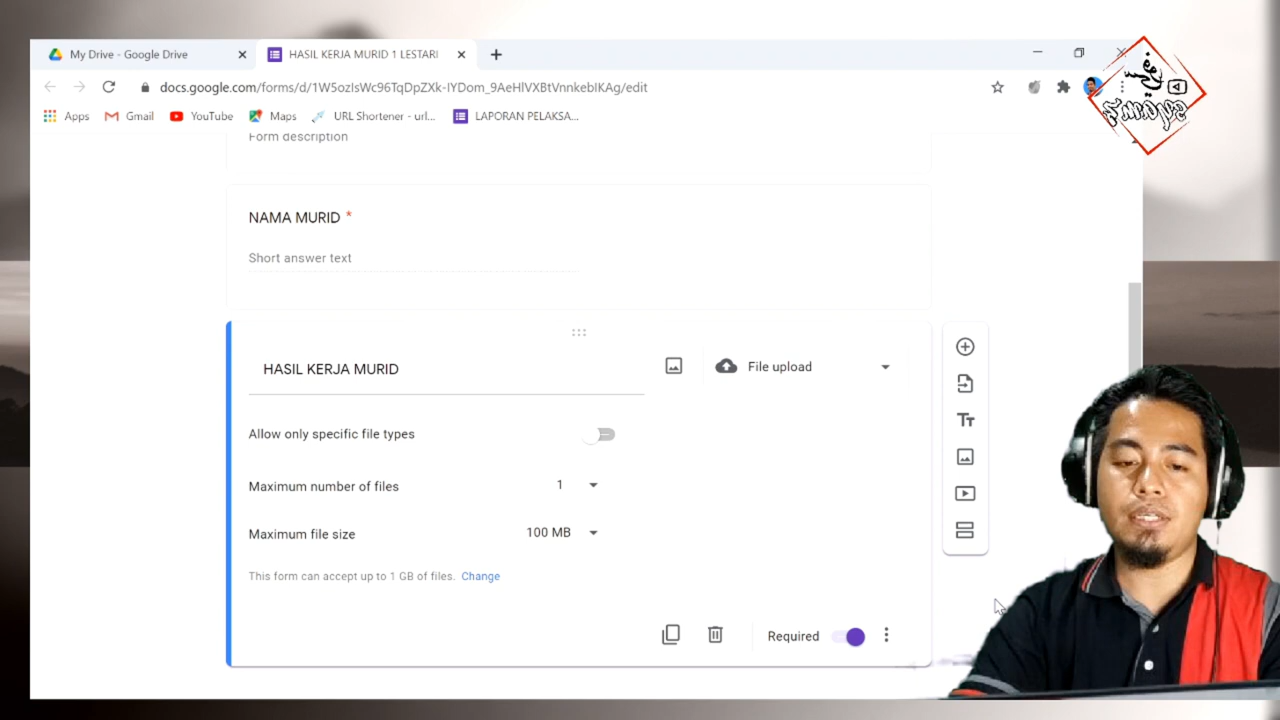 My Drive - Google Drive
HASIL KERJA MURID 1 LESTARI
docs.google.com/forms/d/1W5ozIsWc96TqDpZXk-IYDom_9AeHlVXBtVnnkebIKAg/edit
Apps
Gmail
YouTube
Maps
URL Shortener - url...
LAPORAN PELAKSA...
Form description
NAMA MURID *
Short answer text
HASIL KERJA MURID
File upload
Allow only specific file types
Maximum number of files
1
Maximum file size
100 MB
This form can accept up to 1 GB of files. Change
Required